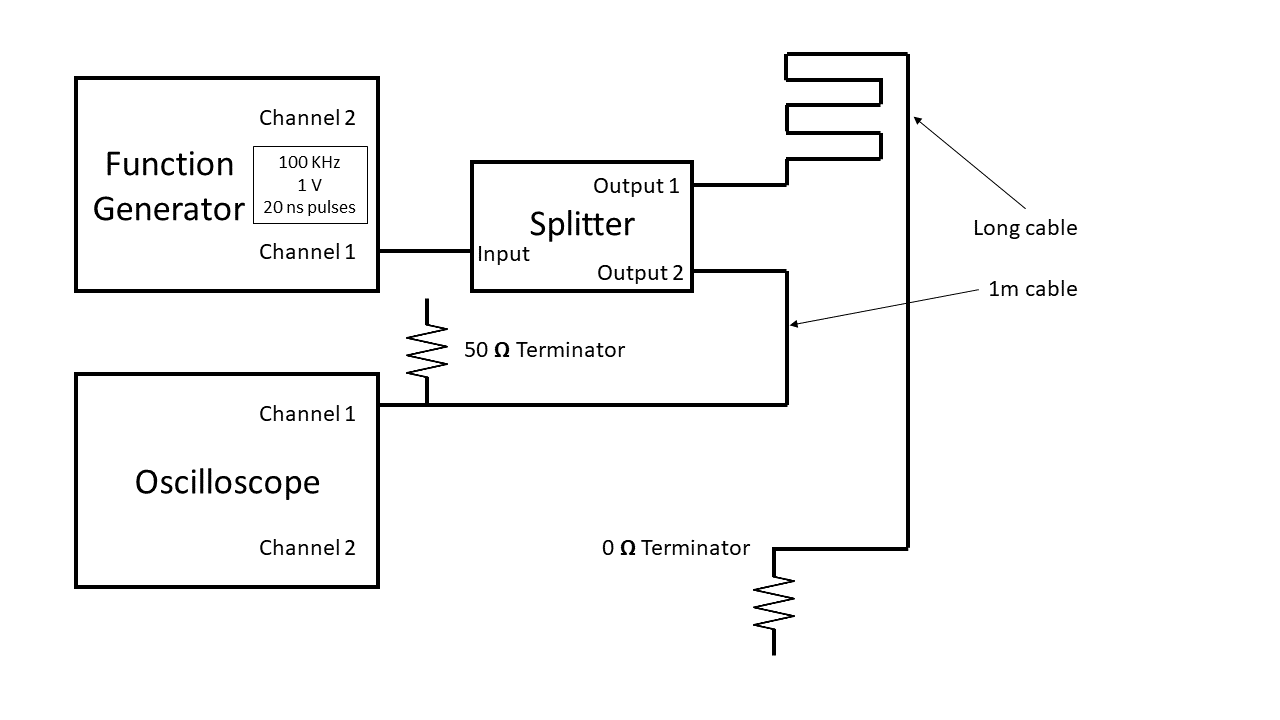 Channel 2
Function
Generator
100 KHz
1 V
20 ns pulses
Channel 1
Output 1
Splitter
Input
Output 2
Long cable
1m cable
50 Ω Terminator
Channel 1
Oscilloscope
Channel 2
0 Ω Terminator